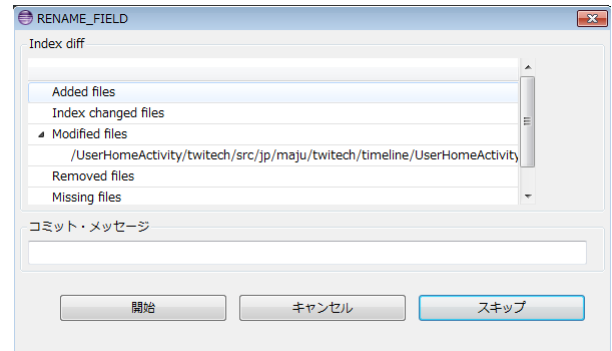 RENAME_FIELD
Index diff
Added files
Index changed files
Modified files
/UserHomeActivity/twitech/src/jp/maju/twitech/timeline/UserHomeActivity
Removed files
Missing files
コミット・メッセージ
開始
キャンセル
スキップ